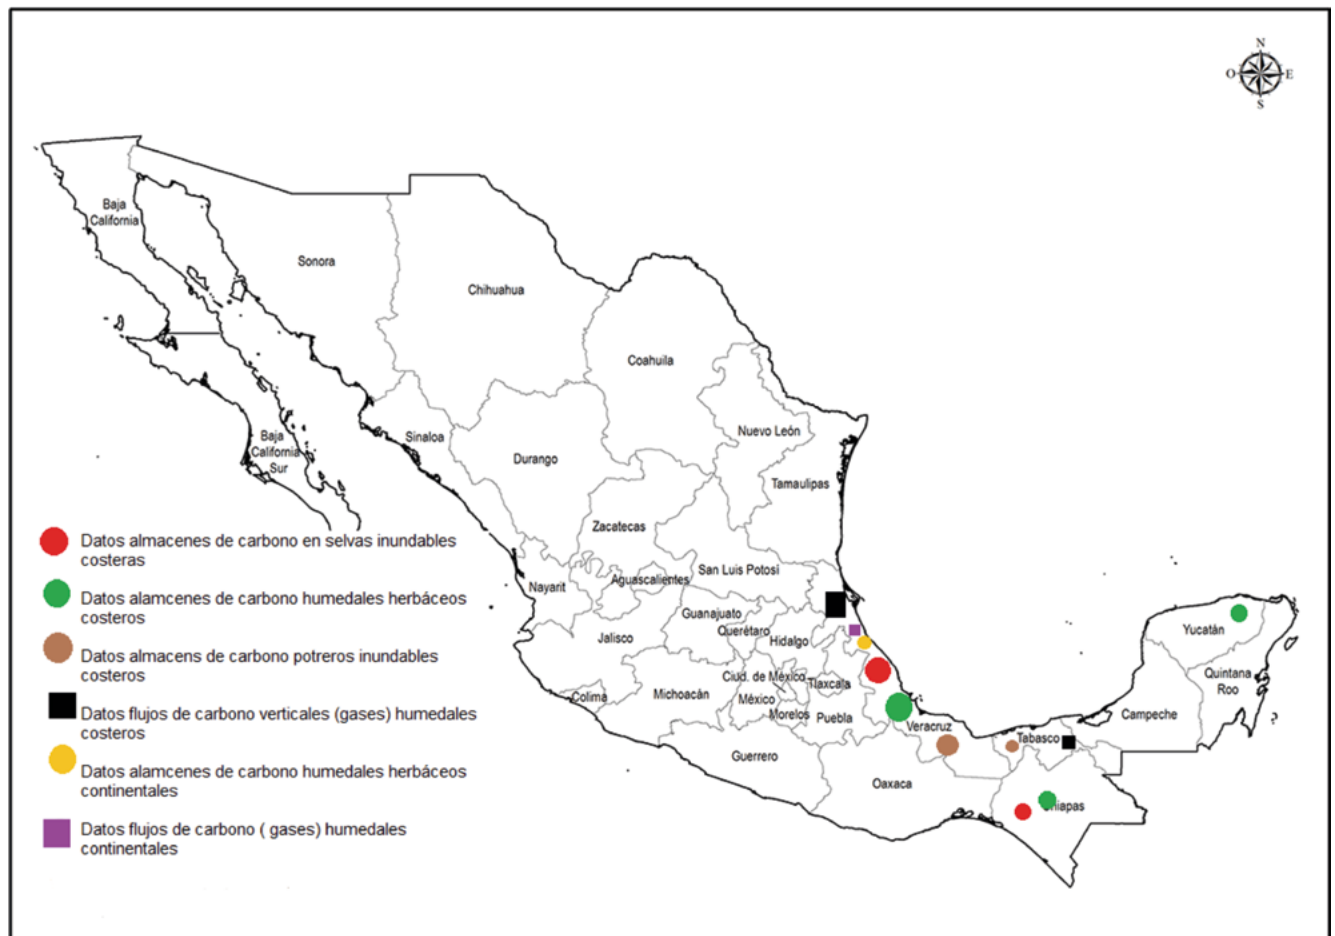 N
O E
S
Baja
California
Sonora
Chihuahua
Coahuila
Nuevo León
Sinaloa
Baja
California
Sur
Durango
Tamaulipas
Zacatecas
San Luis Potosí
Nayarit
Aguascalientes
Guanajuato
Querétaro
Hidalgo
Jalisco
Yucatán
Quintana
Roo
Ciud. de México
Tlaxcala
Colima
Michoacán
México
Morelos
Puebla
Veracruz
Campeche
Tabasco
Guerrero
Oaxaca
hiapas
Datos almacenes de carbono en selvas inundables
costeras
Datos alamcenes de carbono humedales herbáceos
costeros
Datos almacens de carbono potreros inundables
costeros
Datos flujos de carbono verticales (gases) humedales
costeros
Datos alamcenes de carbono humedales herbáceos
continentales
Datos flujos de carbono ( gases) humedales
continentales